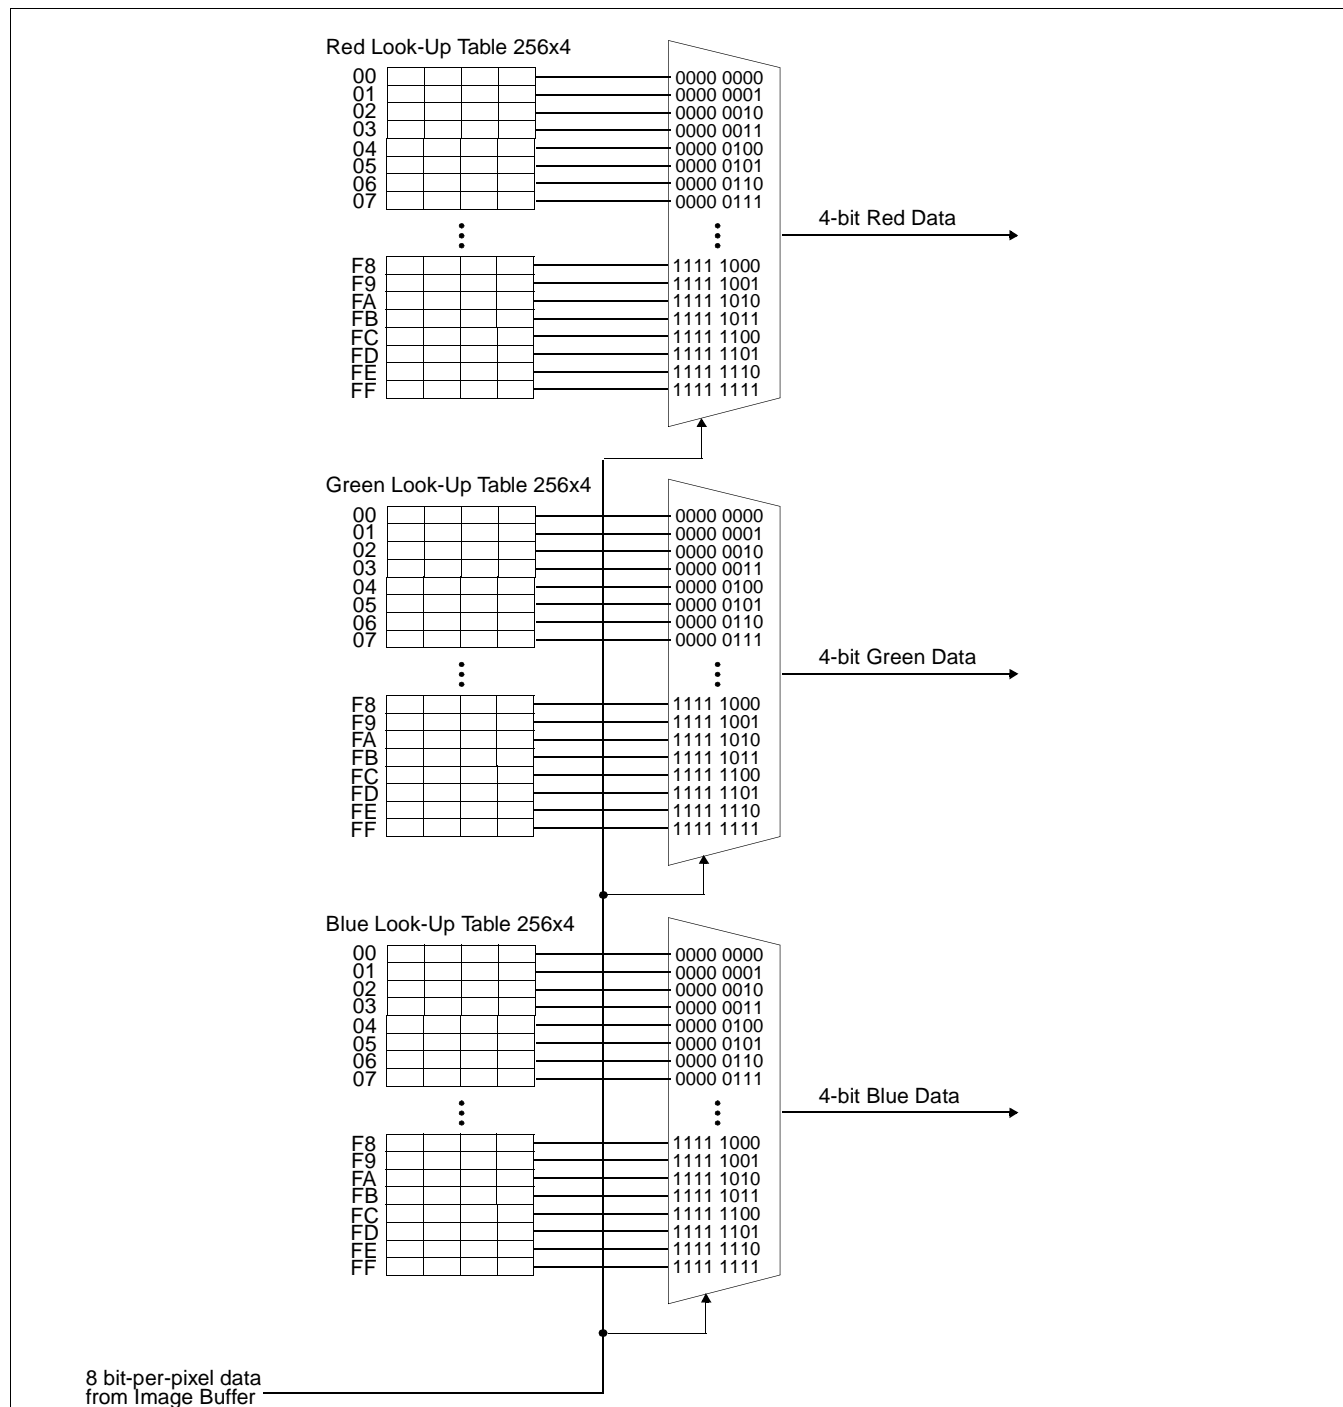 Red Look-Up Table 256x4
00 0000 0000
01 0000 0001
02 0000 0010
03 0000 0011
04 0000 0100
05 0000 0101
06 0000 0110
07 0000 0111
4-bit Red Data
F8 1111 1000
F9 1111 1001
FA 1111 1010
FB 1111 1011
FC 1111 1100
FD 1111 1101
FE 1111 1110
FF 1111 1111
Green Look-Up Table 256x4
00 0000 0000
01 0000 0001
02 0000 0010
03 0000 0011
04 0000 0100
05 0000 0101
06 0000 0110
07 0000 0111
4-bit Green Data
F8 1111 1000
F9 1111 1001
FA 1111 1010
FB 1111 1011
FC 1111 1100
FD 1111 1101
FE 1111 1110
FF 1111 1111
Blue Look-Up Table 256x4
00 0000 0000
01 0000 0001
02 0000 0010
03 0000 0011
04 0000 0100
05 0000 0101
06 0000 0110
07 0000 0111
4-bit Blue Data
F8 1111 1000
F9 1111 1001
FA 1111 1010
FB 1111 1011
FC 1111 1100
FD 1111 1101
FE 1111 1110
FF 1111 1111
8 bit-per-pixel data
from Image Buffer